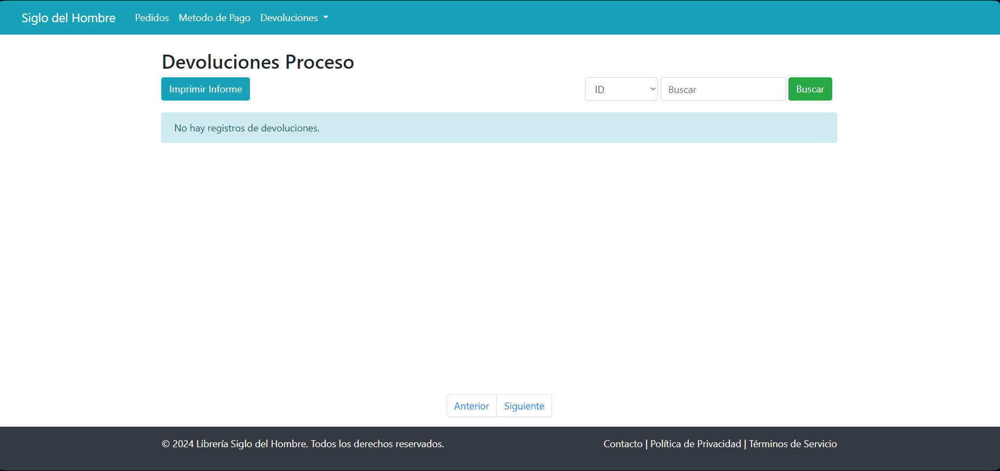 Siglo del Hombre Pedidos Metodo de Pago Devoluciones
Devoluciones Proceso
Imprimir Informe ID Buscar Buscar
No hay registros de devoluciones.
Anterior Siguiente
© 2024 Librería Siglo del Hombre. Todos los derechos reservados. Contacto | Política de Privacidad | Términos de Servicio